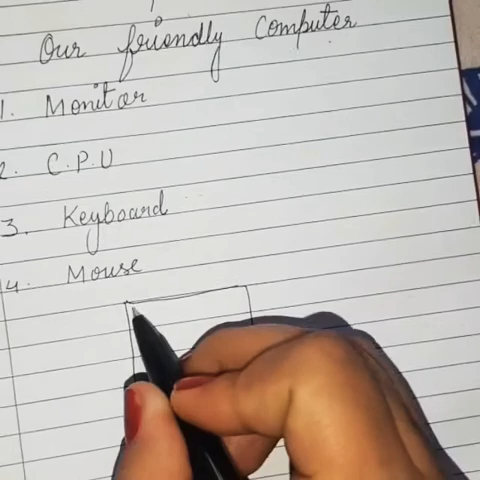 Our friendly Computer
1. Monitor
2. C.P.U
3. Keyboard
4. Mouse